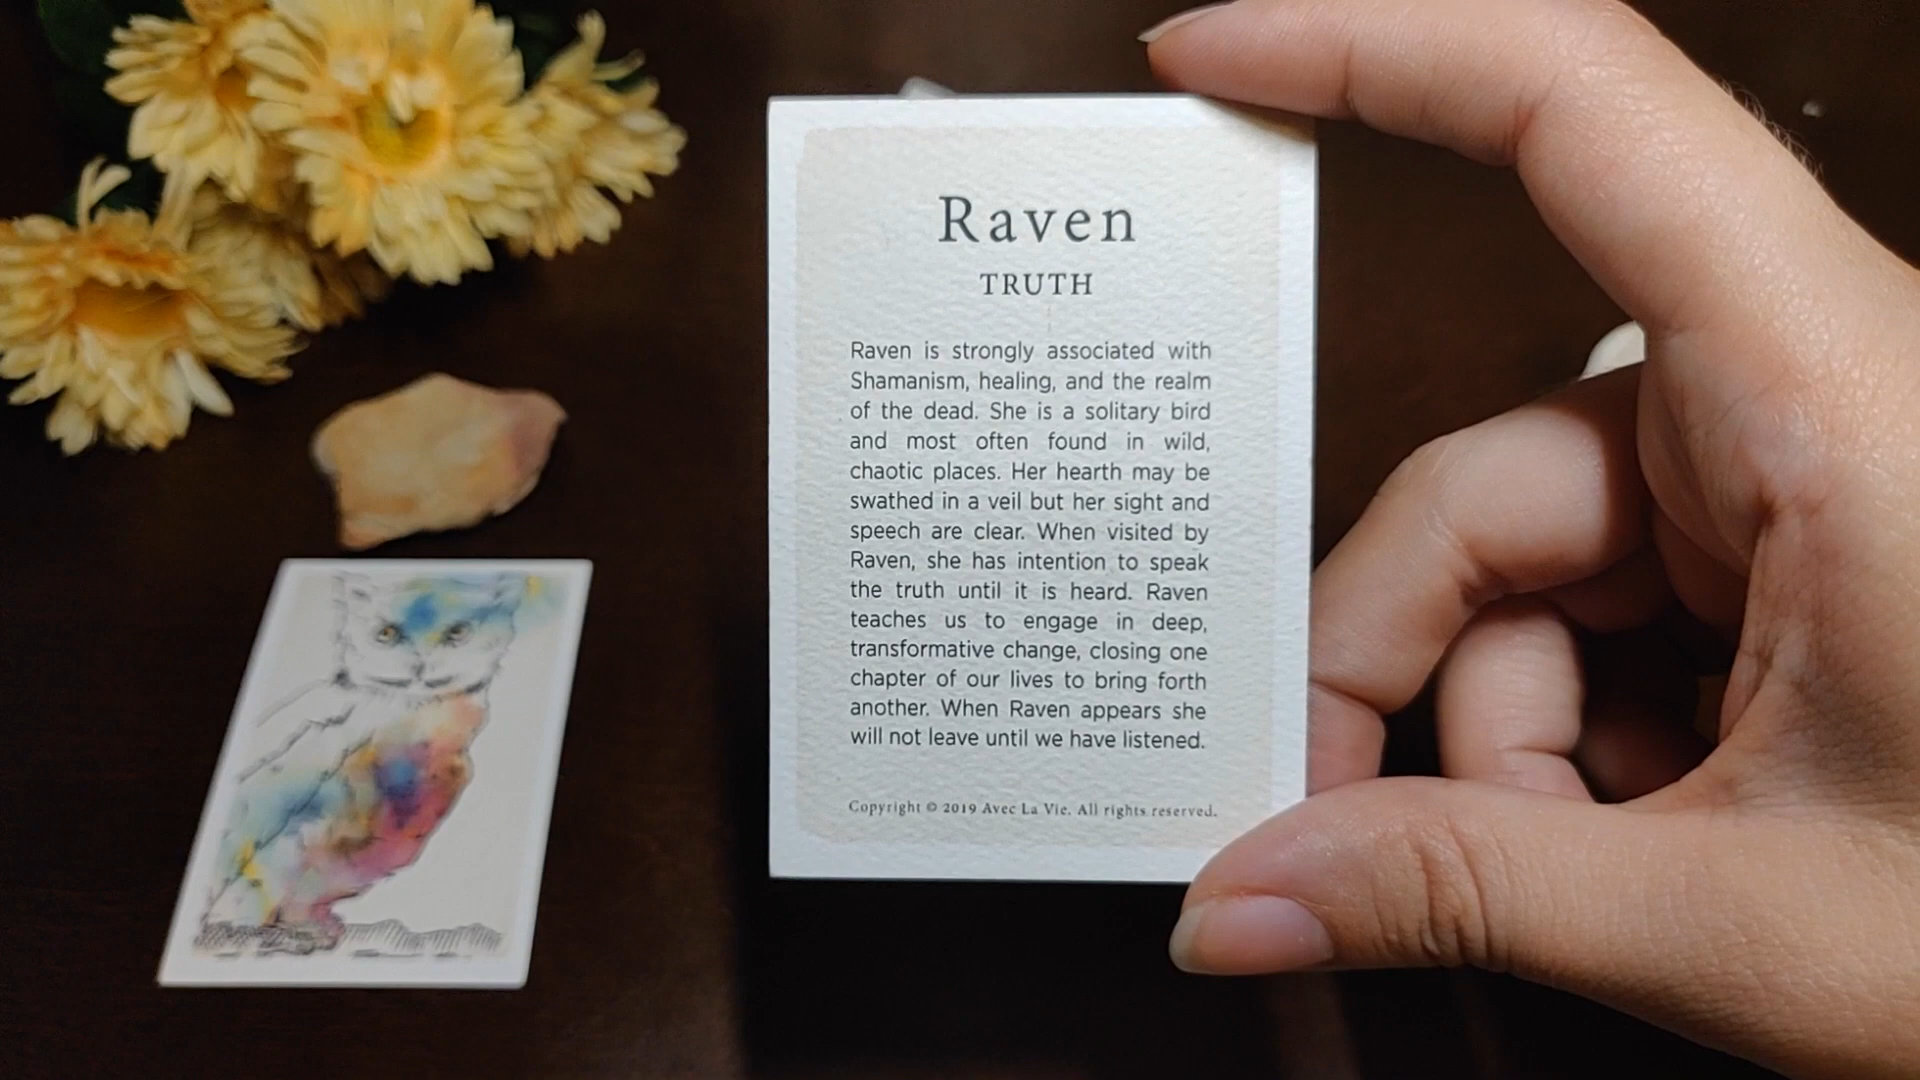 Raven
TRUTH
Raven is strongly associated with
Shamanism, healing, and the realm
of the dead. She is a solitary bird
and most often found in wild,
chaotic places. Her hearth may be
swathed in a veil but her sight and
speech are clear. When visited by
Raven, she has intention to speak
the truth until it is heard. Raven
teaches us to engage in deep,
transformative change, closing one
chapter of our lives to bring forth
another. When Raven appears she
will not leave until we have listened.
Copyright © 2019 Avec La Vie. All rights reserved.